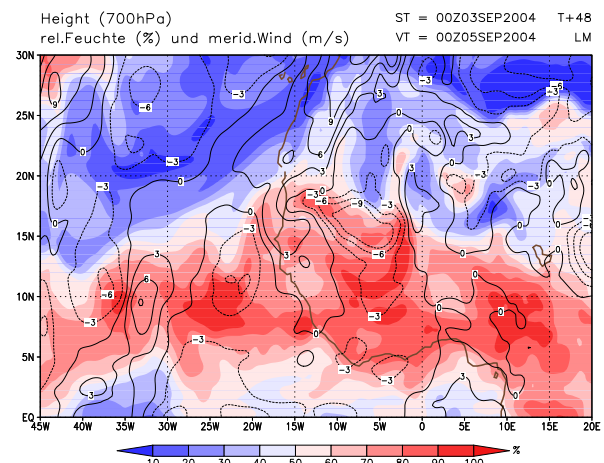 Height (700hPa)
ST = 00Z03SEP2004 T+48
rel.Feuchte (%) und merid.Wind (m/s)
VT = 00Z05SEP2004 LM
30N
25N
20N
15N
10N
5N
EQ
45W 40W 35W 30W 25W 20W 15W 10W 5W 0 5E 10E 15E 20E
10 20 40 50 60 80 90 100 %